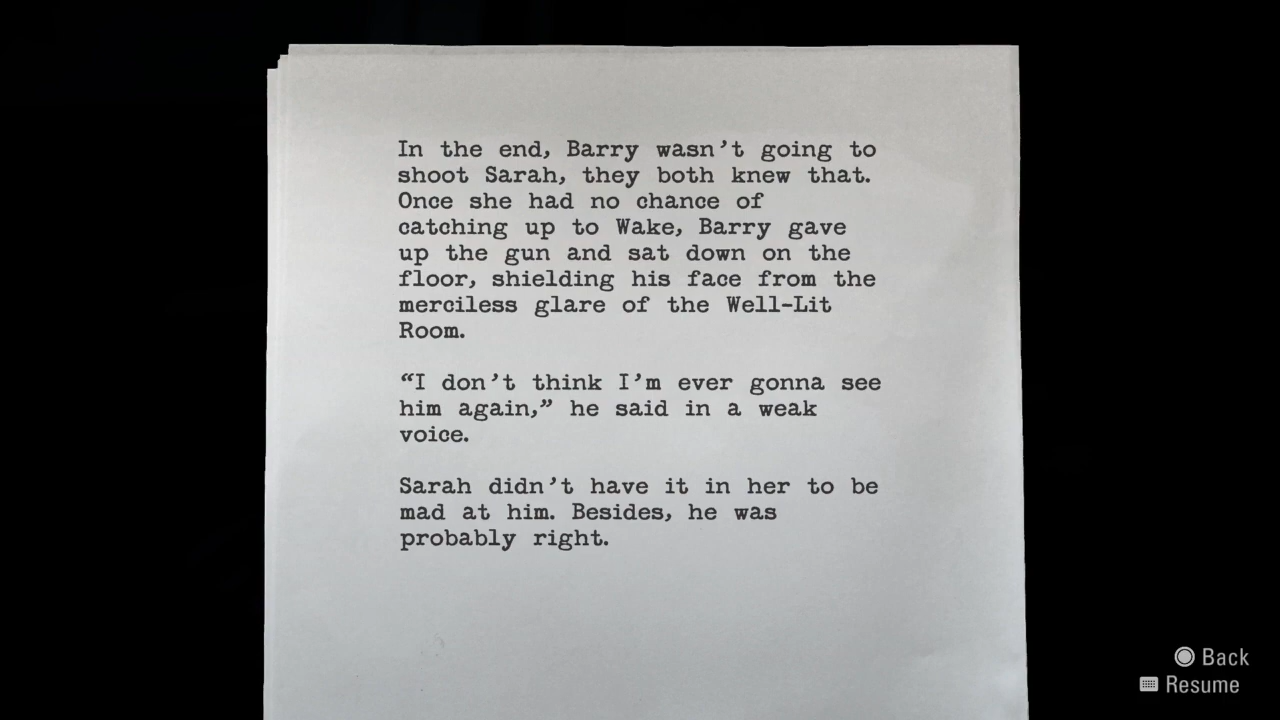 In the end, Barry wasn’t going to
shoot Sarah, they both knew that.
Once she had no chance of
catching up to Wake, Barry gave
up the gun and sat down on the
floor, shielding his face from the
merciless glare of the Well-Lit
Room.
“I don’t think I’m ever gonna see
him again,” he said in a weak
voice.
Sarah didn’t have it in her to be
mad at him. Besides, he was
probably right.
Back
Resume